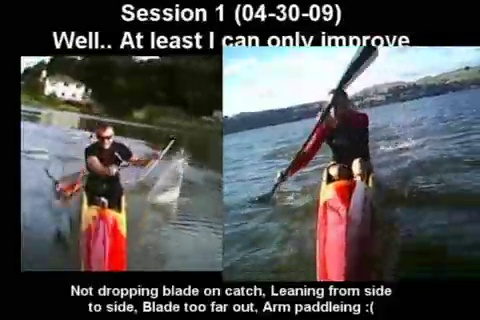 Session 1 (04-30-09)
Well.. At least I can only improve
Not dropping blade on catch, Leaning from side
to side, Blade too far out, Arm paddleing :(